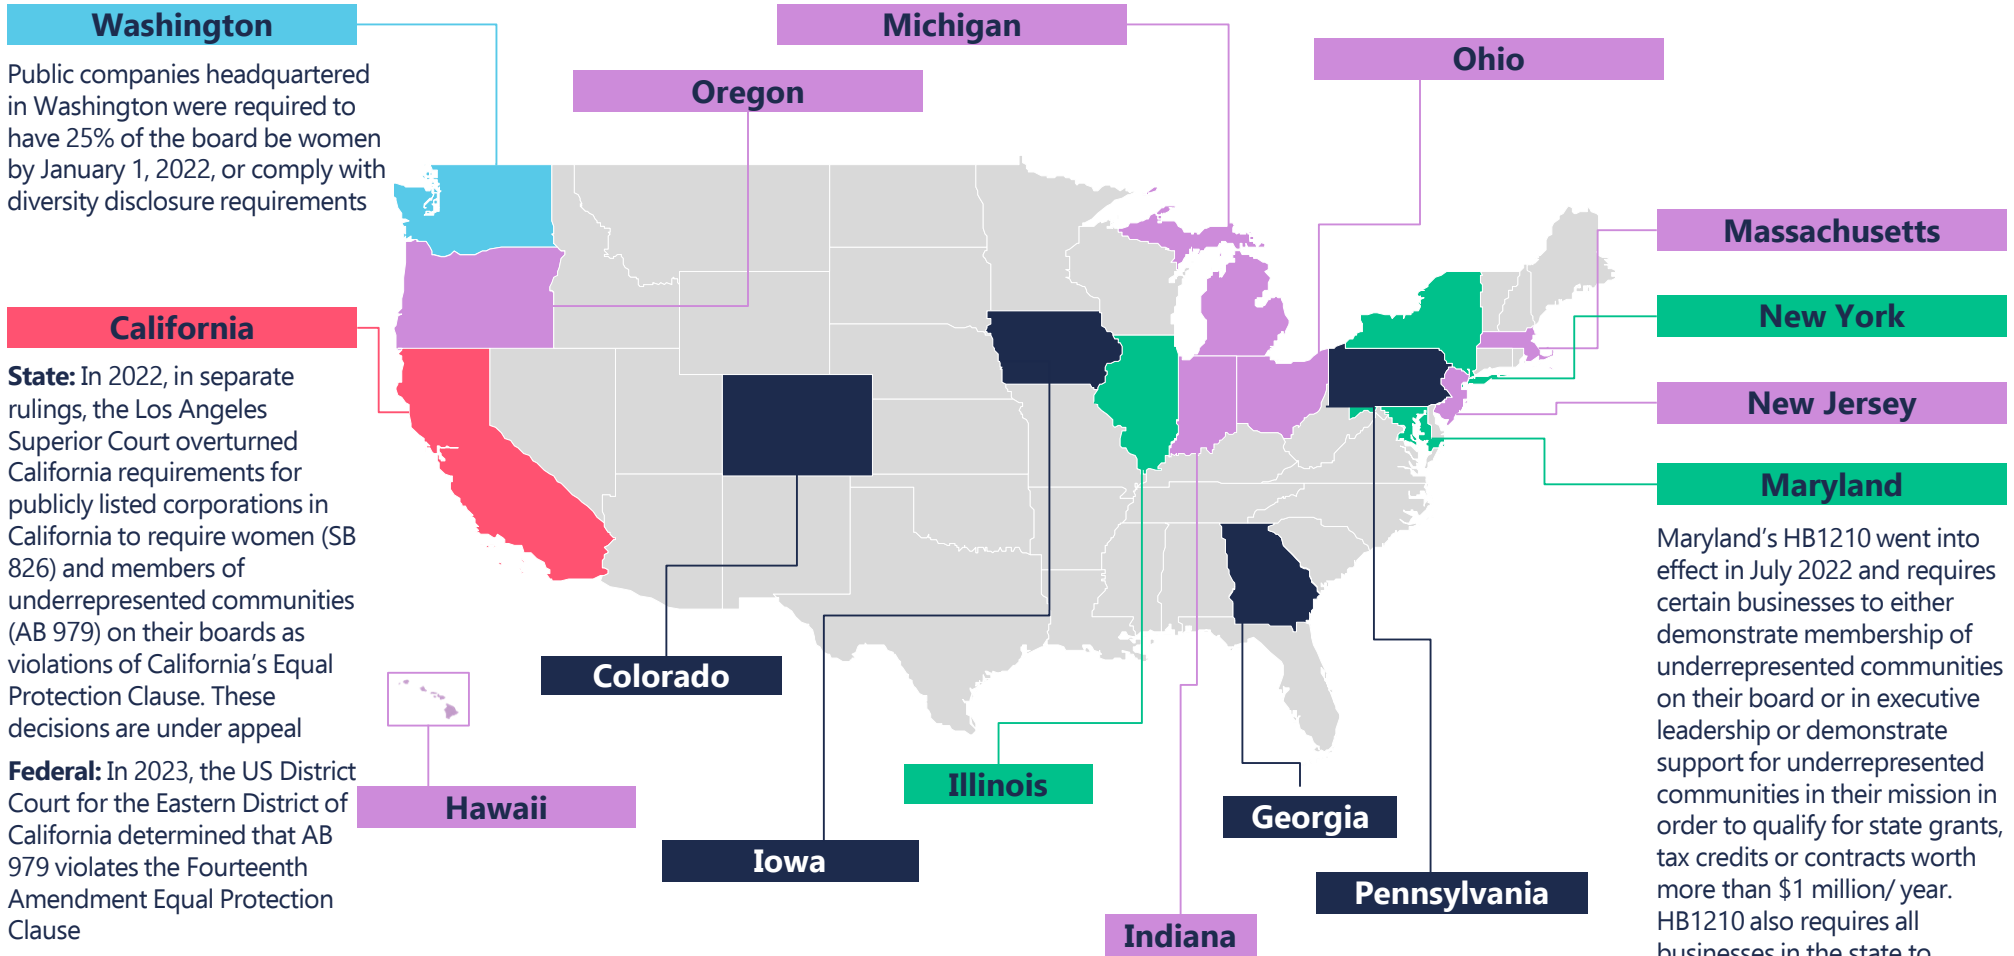 Washington
Public companies headquartered
in Washington were required to
have 25% of the board be women
by January 1, 2022, or comply with
diversity disclosure requirements
Michigan
Oregon
Ohio
California
State: In 2022, in separate
rulings, the Los Angeles
Superior Court overturned
California requirements for
publicly listed corporations in
California to require women (SB
826) and members of
underrepresented communities
(AB 979) on their boards as
violations of California’s Equal
Protection Clause. These
decisions are under appeal
Federal: In 2023, the US District
Court for the Eastern District of
California determined that AB
979 violates the Fourteenth
Amendment Equal Protection
Clause
Hawaii
Colorado
Iowa
Illinois
Indiana
Georgia
Pennsylvania
Massachusetts
New York
New Jersey
Maryland
Maryland’s HB1210 went into
effect in July 2022 and requires
certain businesses to either
demonstrate membership of
underrepresented communities
on their board or in executive
leadership or demonstrate
support for underrepresented
communities in their mission in
order to qualify for state grants,
tax credits or contracts worth
more than $1 million/ year.
HB1210 also requires all
businesses in the state to